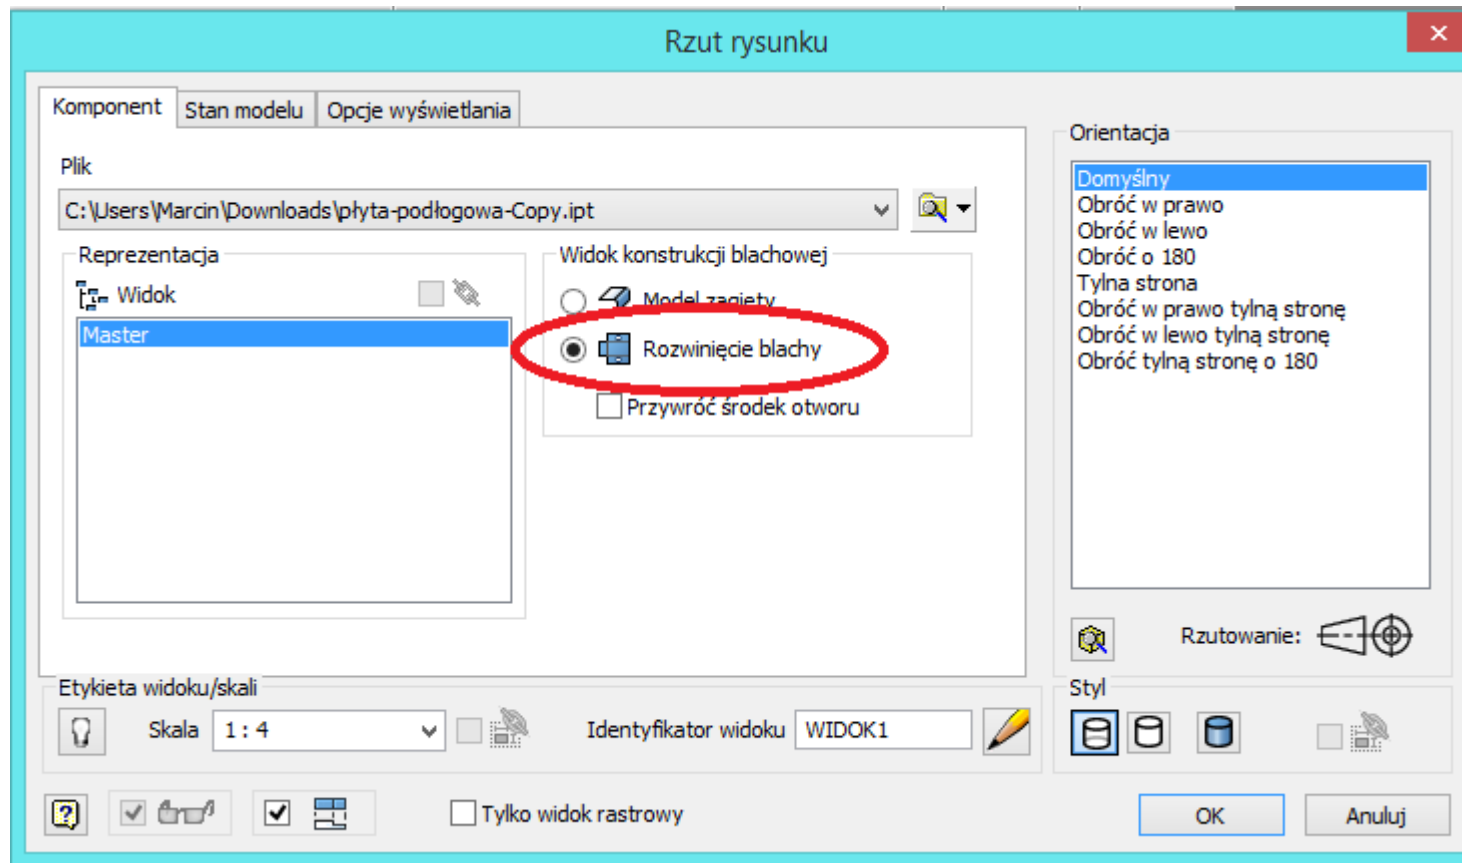 Rzut rysunku
Komponent
Stan modelu
Opcje wyświetlania
Plik
C:\Users\Marcin\Downloads\płyta-podłogowa-Copy.ipt
Reprezentacja
Widok
Master
Widok konstrukcji blachowej
Model zagięty
Rozwinięcie blachy
Przywróć środek otworu
Orientacja
Domyślny
Obróć w prawo
Obróć w lewo
Obróć o 180
Tylna strona
Obróć w prawo tylną stronę
Obróć w lewo tylną stronę
Obróć tylną stronę o 180
Rzutowanie:
Etykieta widoku/skali
Skala 1 : 4
Identyfikator widoku WIDOK1
Styl
Tylko widok rastrowy
OK
Anuluj